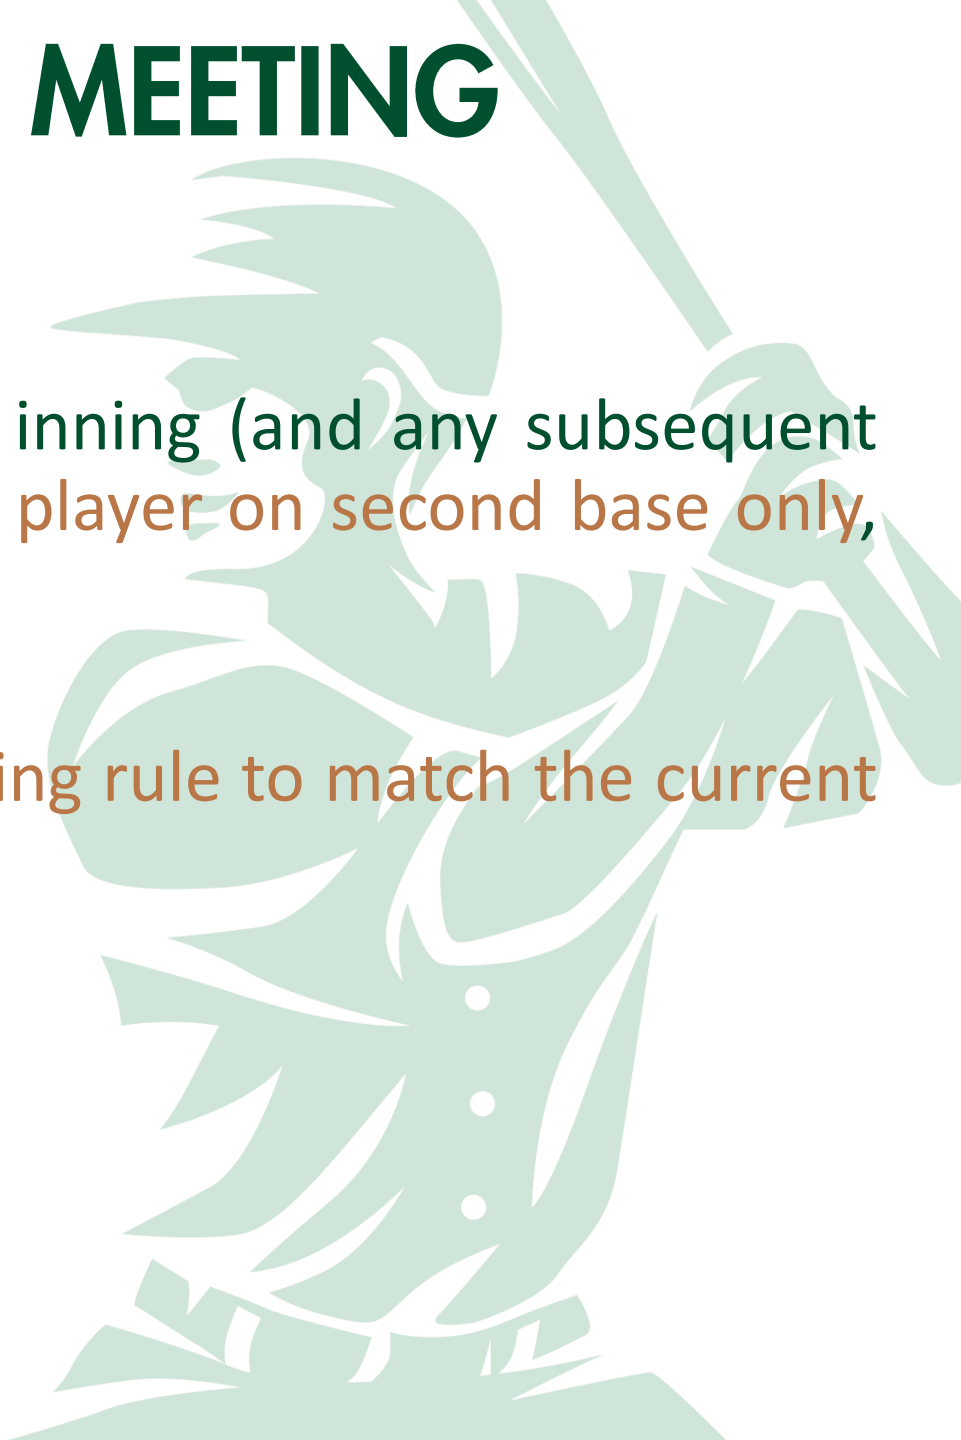 MEETING
inning (and any subsequent
player on second base only,
ing rule to match the current